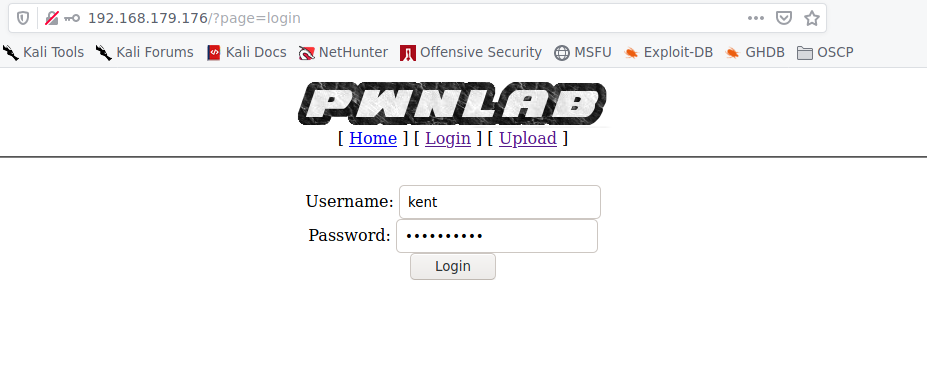 192.168.179.176/?page=login
Kali Tools Kali Forums Kali Docs NetHunter Offensive Security MSFU Exploit-DB GHDB OSCP
PWNLAB
[ Home ] [ Login ] [ Upload ]
Username: kent
Password: ••••••••••
Login